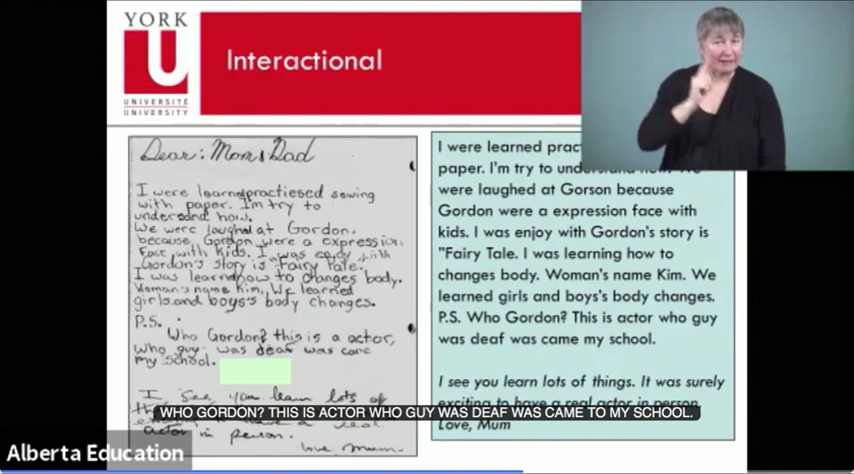 YORK
U
UNIVERSITÉ
UNIVERSITY
Interactional
Dear: Mom & Dad
I were learned practiesed sewing
with paper. I'm try to
undersand how.
We were laughed at Gordon,
because, Gordon were a expression
Face with kids. I was enjoy with
Gordon's story is "Fairy Tale.
I was learned how to changes body.
Woman's name Kim, We learned
girls and boys's body changes.
P.S.
Who Gordon? this is a actor,
who guy was deaf was came
my school.
I see you learn lots of
actor in person.
love, mum
I were learned
paper. I'm try to
were laughed at Gorson because
Gordon were a expression face with
kids. I was enjoy with Gordon's story is
"Fairy Tale. I was learning how to
changes body. Woman's name Kim. We
learned girls and boys's body changes.
P.S. Who Gordon? This is actor who guy
was deaf was came my school.
I see you learn lots of things. It was surely
exciting to have a real actor in person.
Love, Mum
WHO GORDON? THIS IS ACTOR WHO GUY WAS DEAF WAS CAME TO MY SCHOOL.
Alberta Education